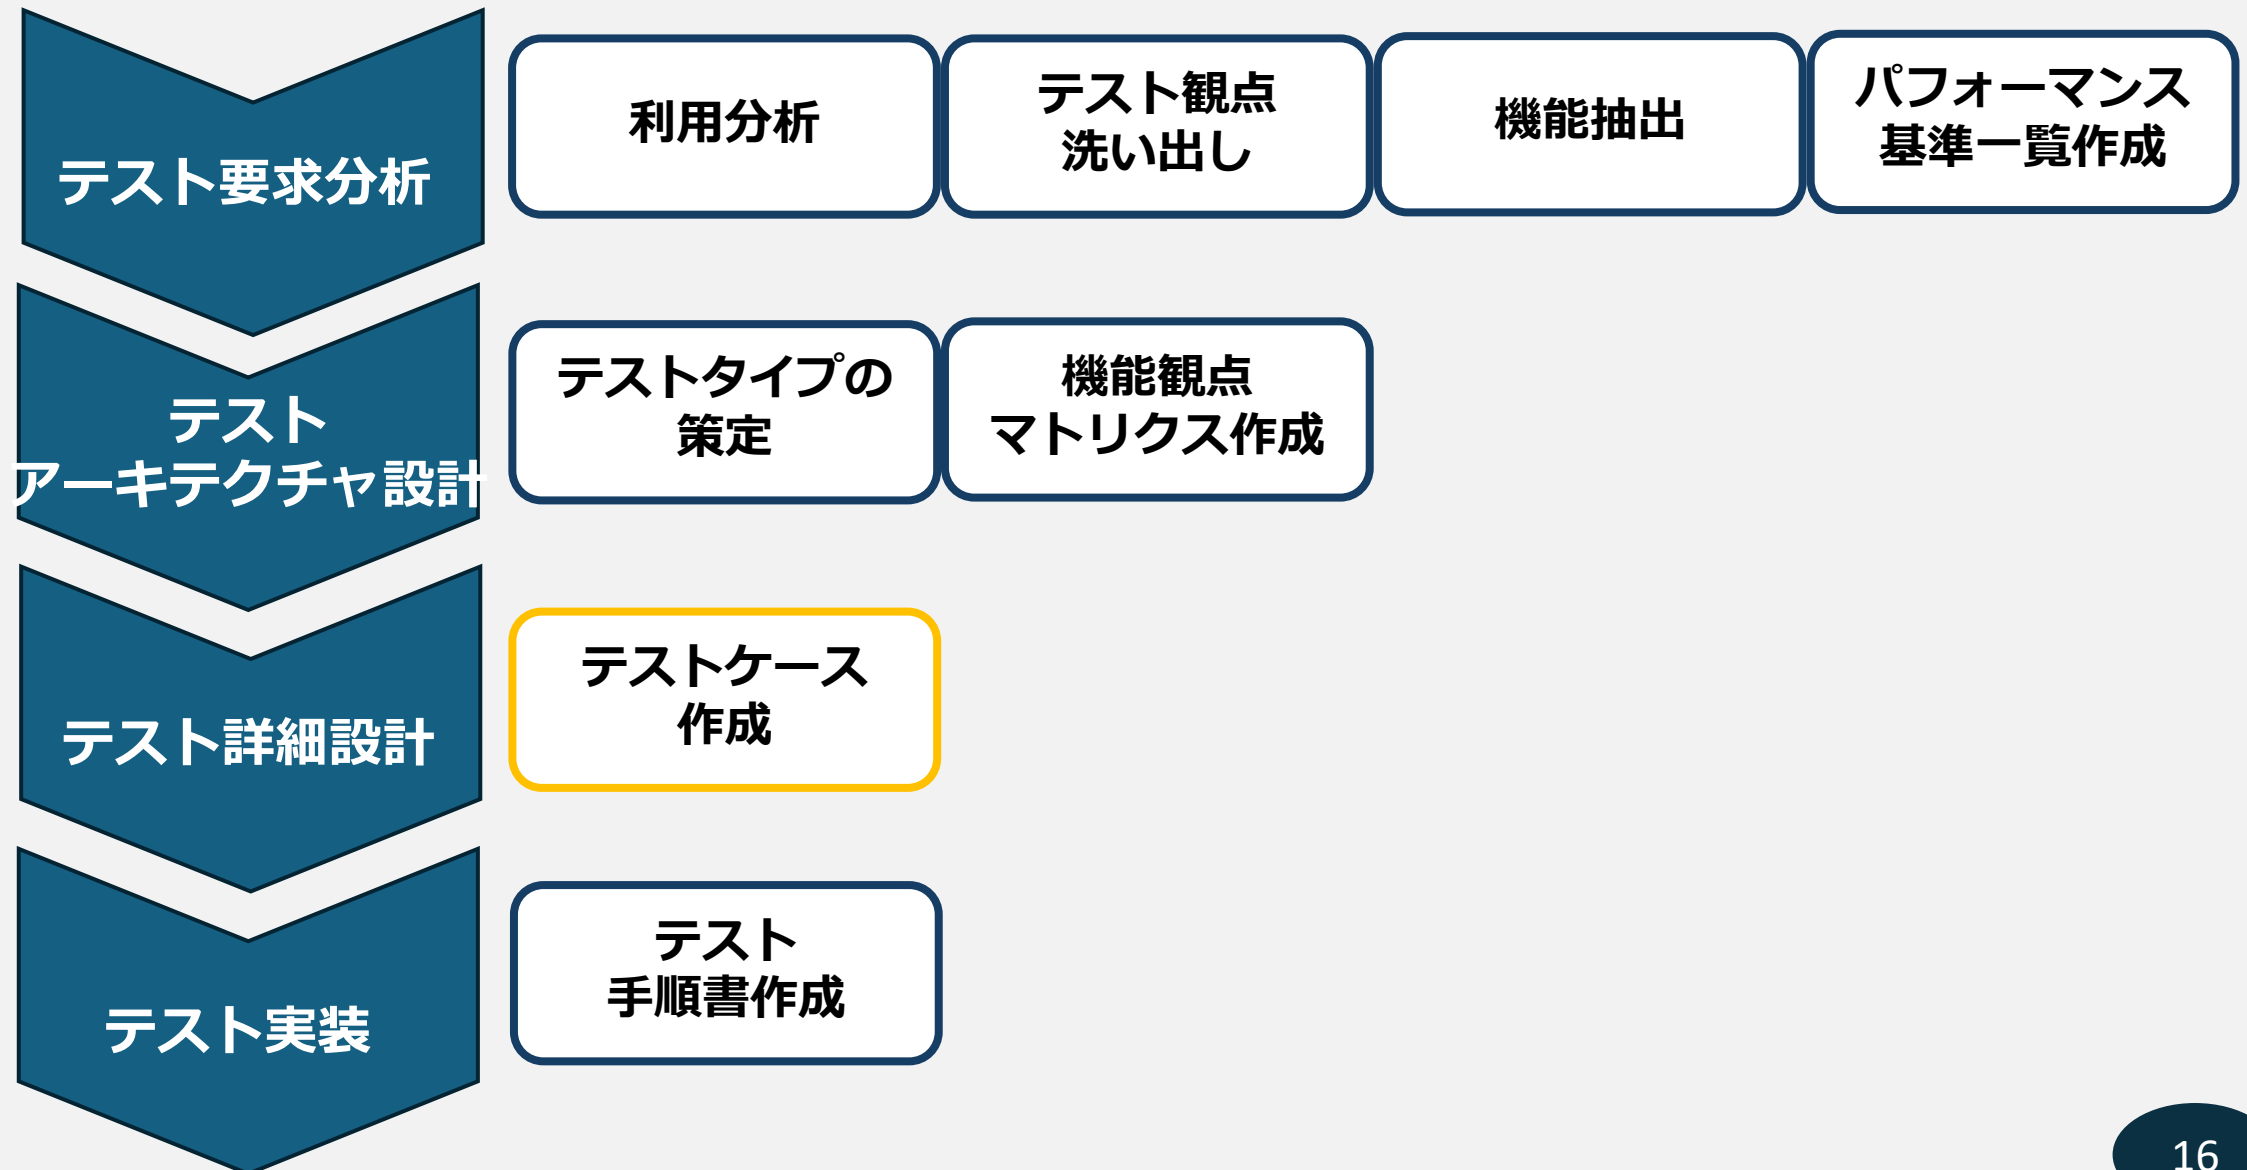 テスト要求分析
利用分析
テスト観点
洗い出し
機能抽出
パフォーマンス
基準一覧作成
テスト
アーキテクチャ設計
テストタイプの
策定
機能観点
マトリクス作成
テスト詳細設計
テストケース
作成
テスト実装
テスト
手順書作成
16